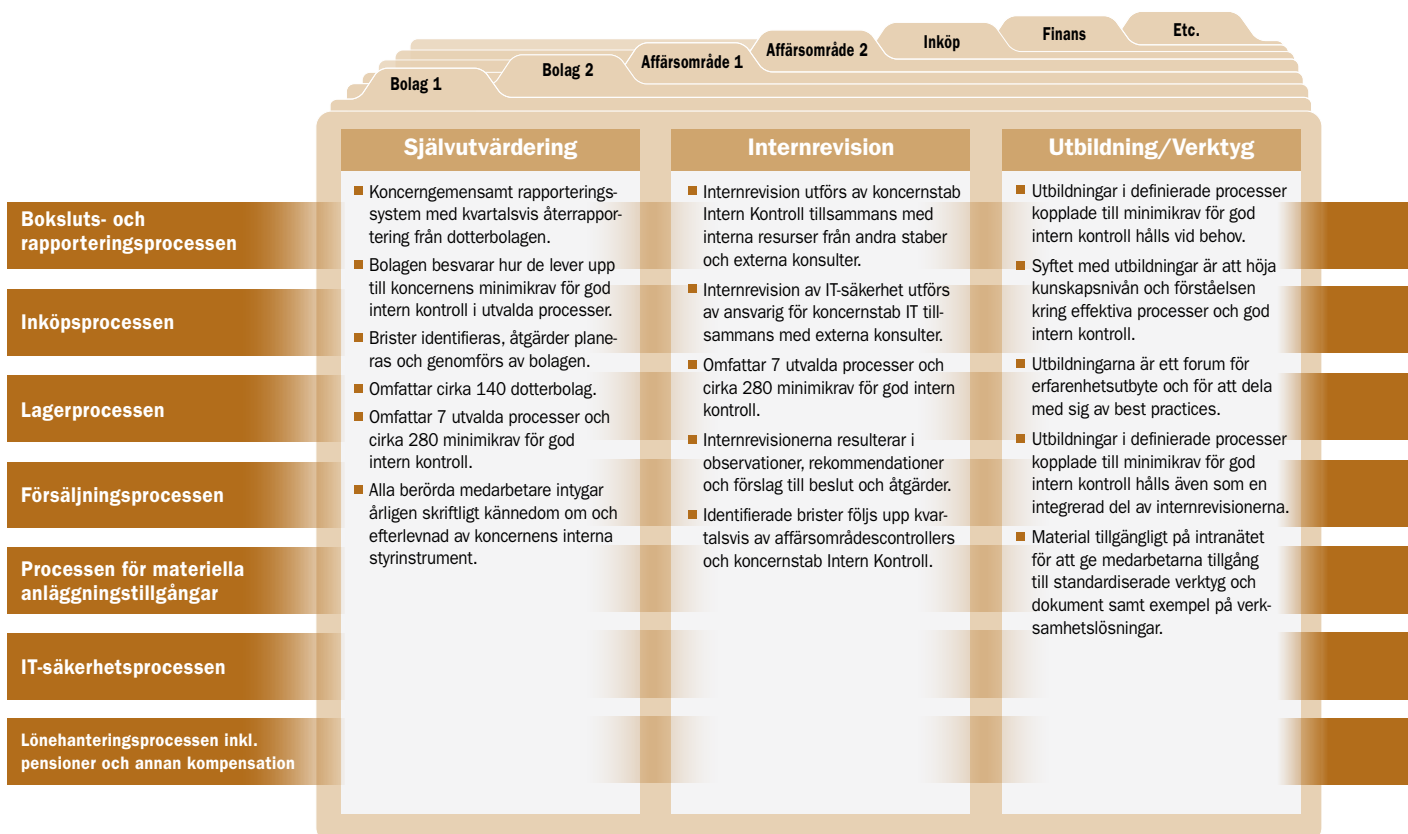 Bolag 1
Bolag 2
Affärsområde 1
Affärsområde 2
Inköp
Finans
Etc.
Boksluts- och
rapporteringsprocessen
Inköpsprocessen
Lagerprocessen
Försäljningsprocessen
Processen för materiella
anläggningstillgångar
IT-säkerhetsprocessen
Lönehanteringsprocessen inkl.
pensioner och annan kompensation
Självutvärdering
Koncerngemensamt rapporterings-
system med kvartalsvis återrappor-
tering från dotterbolagen.
Bolagen besvarar hur de lever upp
till koncernens minimikrav för god
intern kontroll i utvalda processer.
Brister identifieras, åtgärder plane-
ras och genomförs av bolagen.
Omfattar cirka 140 dotterbolag.
Omfattar 7 utvalda processer och
cirka 280 minimikrav för god
intern kontroll.
Alla berörda medarbetare intygar
årligen skriftligt kännedom om och
efterlevnad av koncernens interna
styrinstrument.
Internrevision
Internrevision utförs av koncernstab
Intern Kontroll tillsammans med
interna resurser från andra staber
och externa konsulter.
Internrevision av IT-säkerhet utförs
av ansvarig för koncernstab IT till-
sammans med externa konsulter.
Omfattar 7 utvalda processer och
cirka 280 minimikrav för god intern
kontroll.
Internrevisionerna resulterar i
observationer, rekommendationer
och förslag till beslut och åtgärder.
Identifierade brister följs upp kvar-
talsvis av affärsområdescontrollers
och koncernstab Intern Kontroll.
Utbildning/Verktyg
Utbildningar i definierade processer
kopplade till minimikrav för god
intern kontroll hålls vid behov.
Syftet med utbildningar är att höja
kunskapsnivån och förståelsen
kring effektiva processer och god
intern kontroll.
Utbildningarna är ett forum för
erfarenhetsutbyte och för att dela
med sig av best practices.
Utbildningar i definierade processer
kopplade till minimikrav för god
intern kontroll hålls även som en
integrerad del av internrevisionerna.
Material tillgängligt på intranätet
för att ge medarbetarna tillgång
till standardiserade verktyg och
dokument samt exempel på verk-
samhetslösningar.